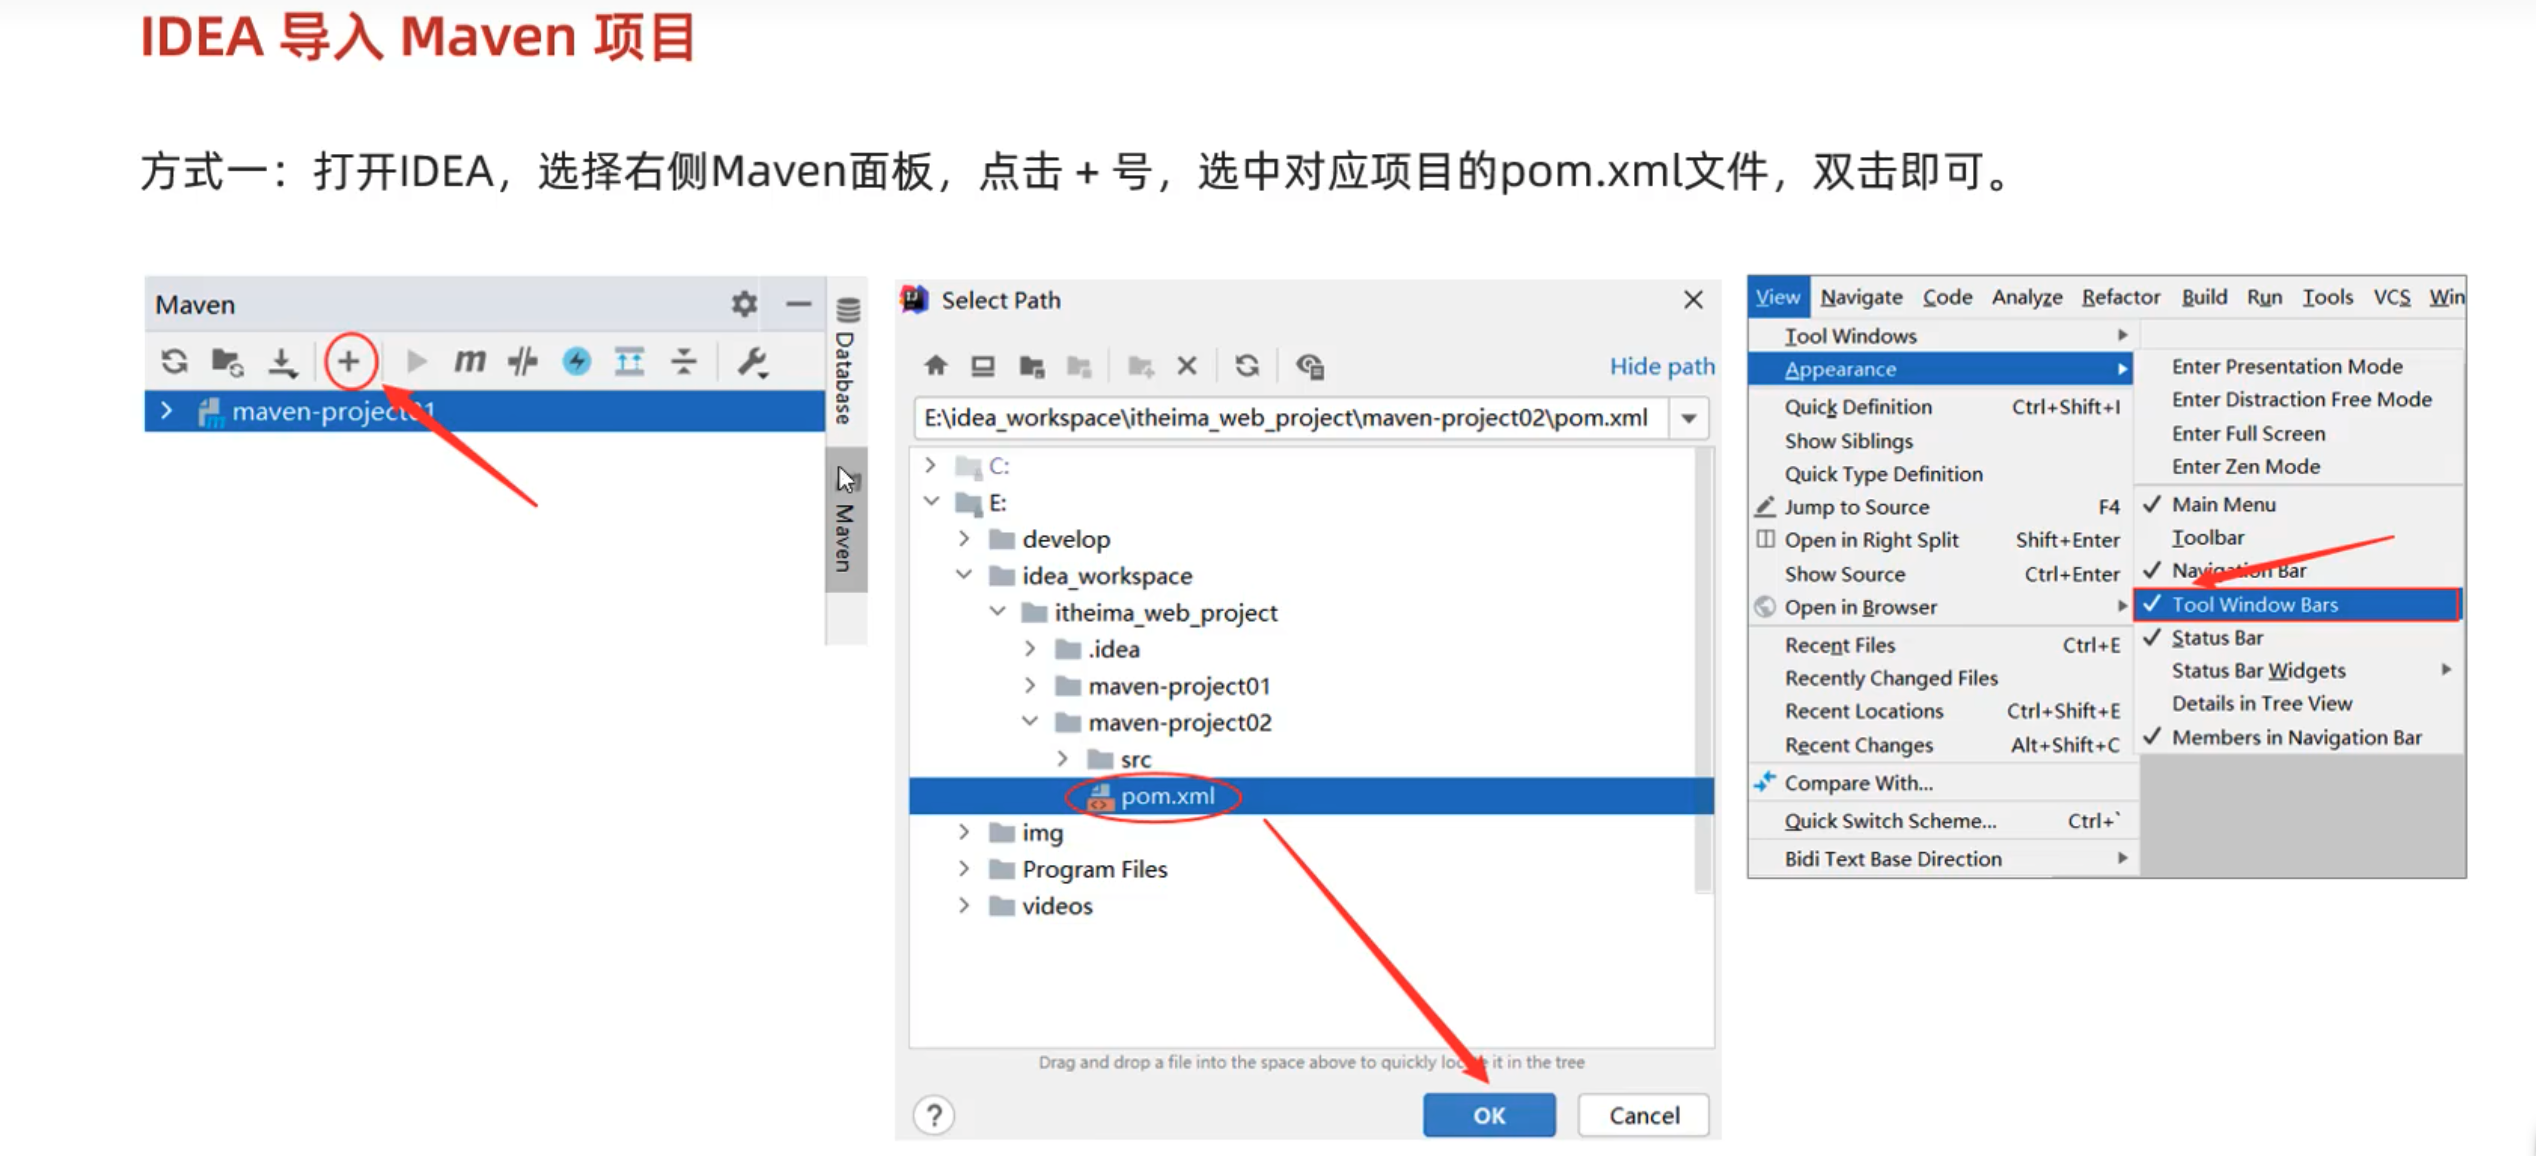 IDEA 导入 Maven 项目
方式一：打开IDEA，选择右侧Maven面板，点击 + 号，选中对应项目的pom.xml文件，双击即可。
Maven
maven-project01
Database
Maven
Select Path
Hide path
E:\idea_workspace\itheima_web_project\maven-project02\pom.xml
C:
E:
develop
idea_workspace
itheima_web_project
.idea
maven-project01
maven-project02
src
pom.xml
img
Program Files
videos
Drag and drop a file into the space above to quickly locate it in the tree
?
OK
Cancel
View Navigate Code Analyze Refactor Build Run Tools VCS Win
Tool Windows
Appearance
Quick Definition Ctrl+Shift+I
Show Siblings
Quick Type Definition
Jump to Source F4
Open in Right Split Shift+Enter
Show Source Ctrl+Enter
Open in Browser
Recent Files Ctrl+E
Recently Changed Files
Recent Locations Ctrl+Shift+E
Recent Changes Alt+Shift+C
Compare With...
Quick Switch Scheme... Ctrl+`
Bidi Text Base Direction
Enter Presentation Mode
Enter Distraction Free Mode
Enter Full Screen
Enter Zen Mode
Main Menu
Toolbar
Navigation Bar
Tool Window Bars
Status Bar
Status Bar Widgets
Details in Tree View
Members in Navigation Bar